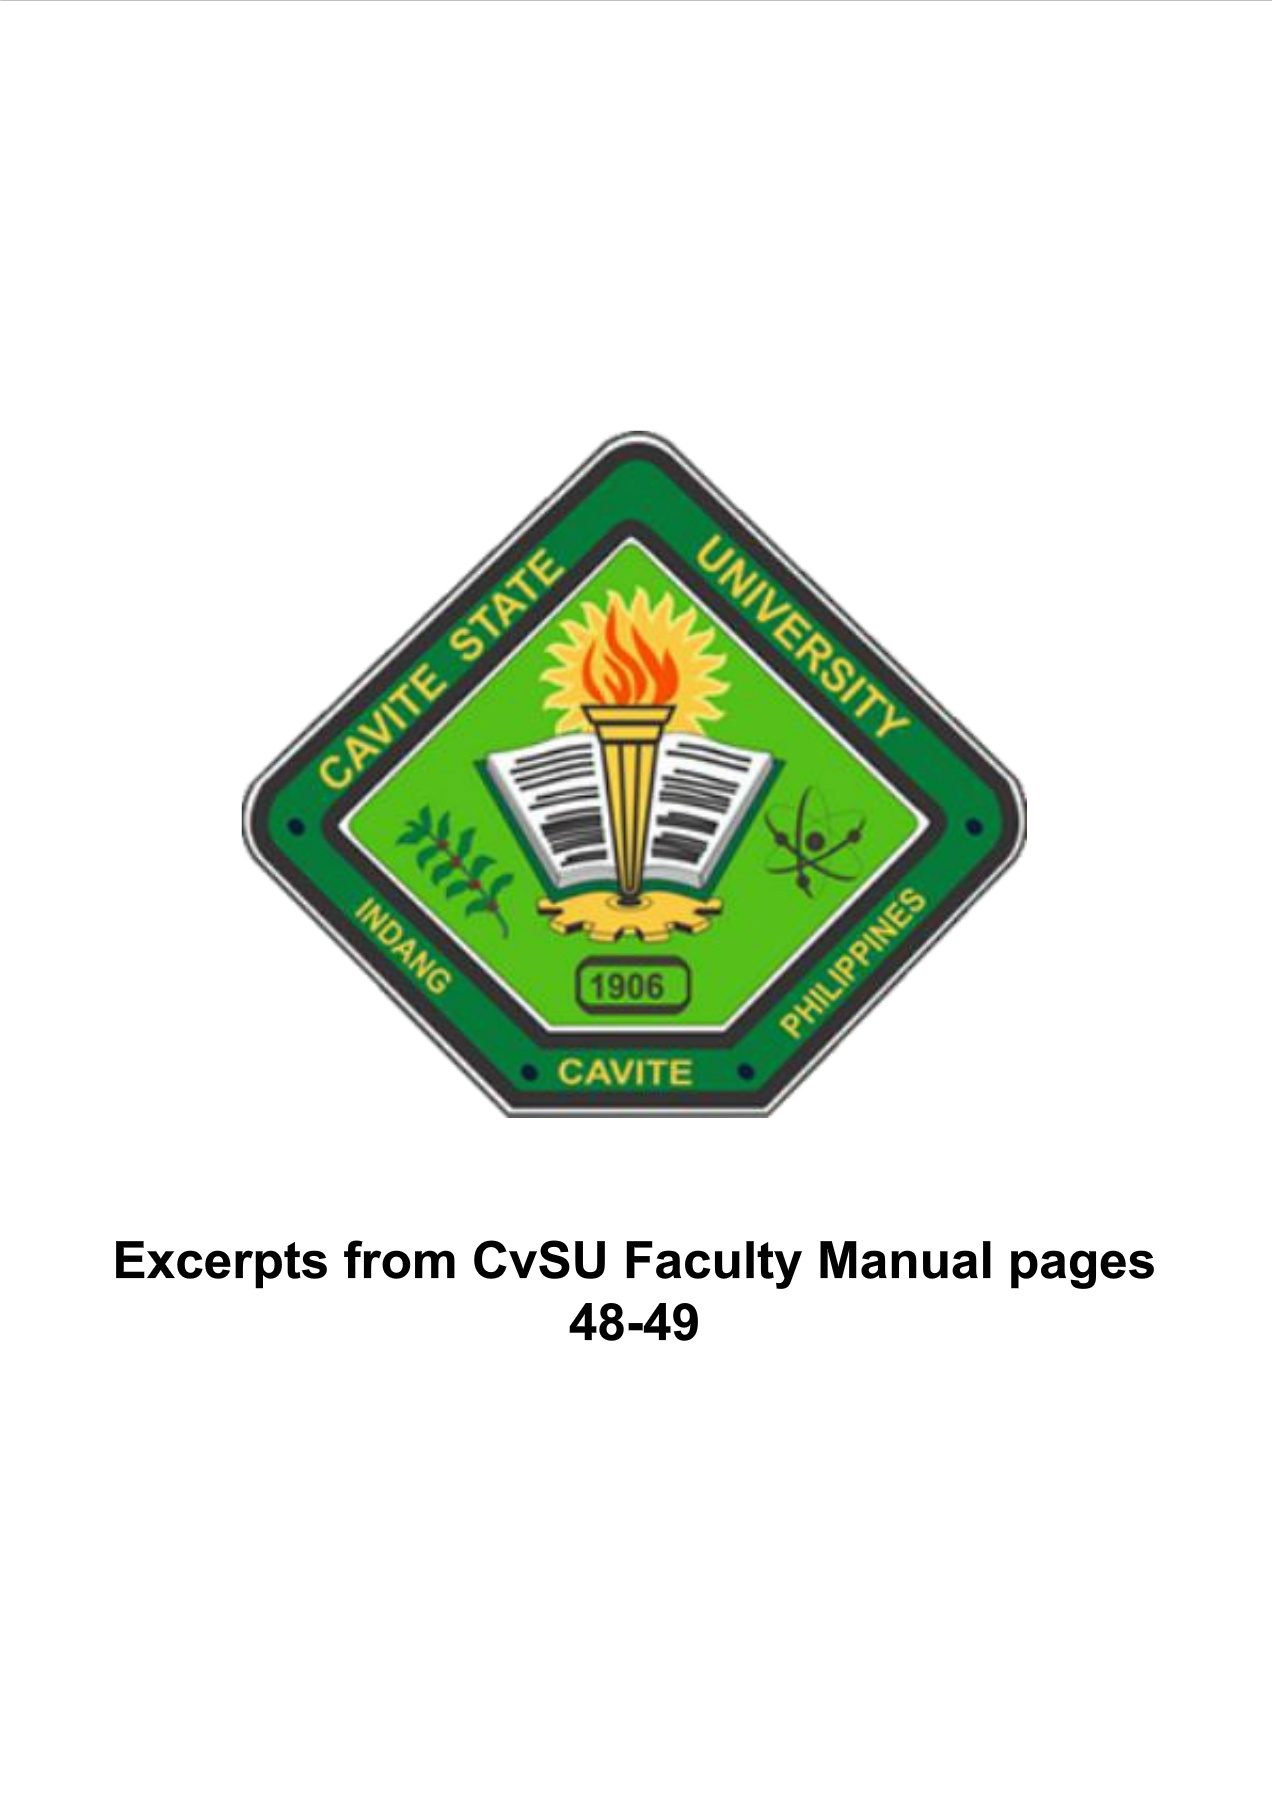 CAVITE STATE
UNIVERSITY
INDANG
1906
PHILIPPINES
CAVITE
Excerpts from CvSU Faculty Manual pages
48-49